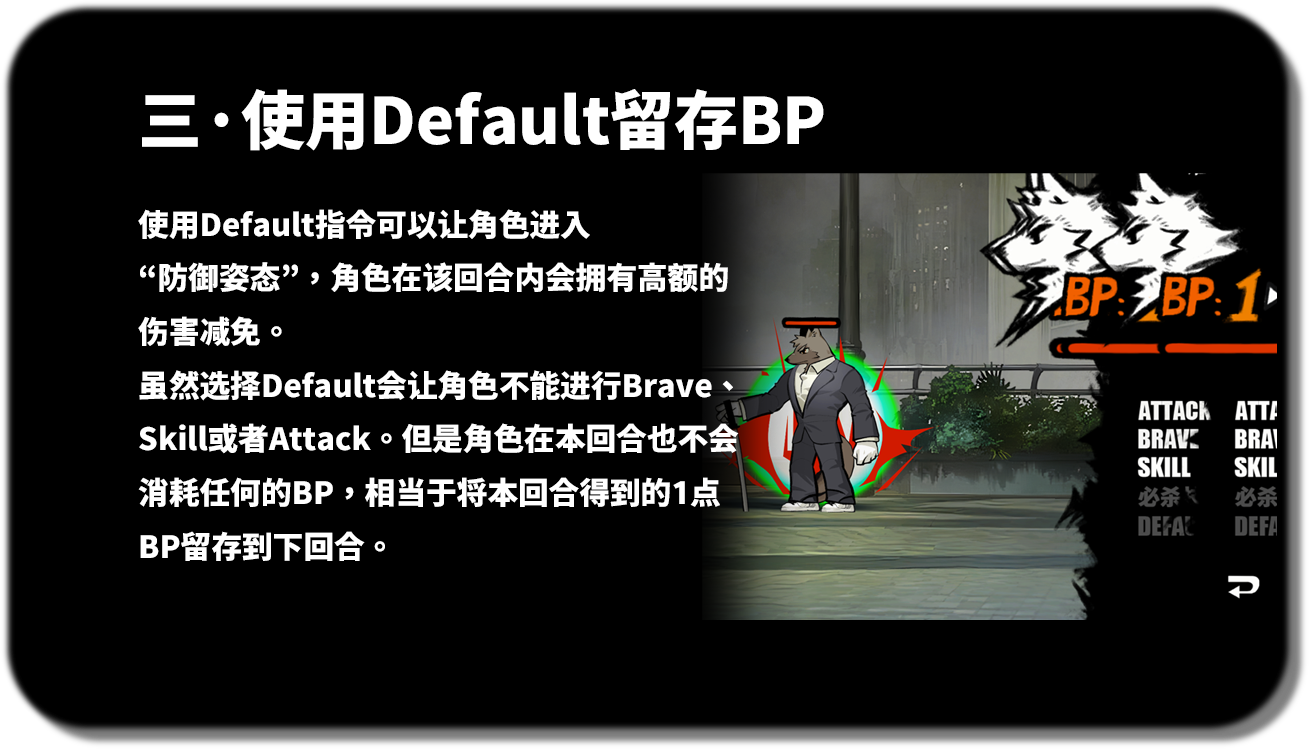 三·使用Default留存BP
使用Default指令可以让角色进入
“防御姿态”，角色在该回合内会拥有高额的
伤害减免。
虽然选择Default会让角色不能进行Brave、
Skill或者Attack。但是角色在本回合也不会
消耗任何的BP，相当于将本回合得到的1点
BP留存到下回合。
BP: BP: 1
ATTACK ATTA
BRAVE BRAV
SKILL SKIL
必杀 必杀
DEFAU DEFA